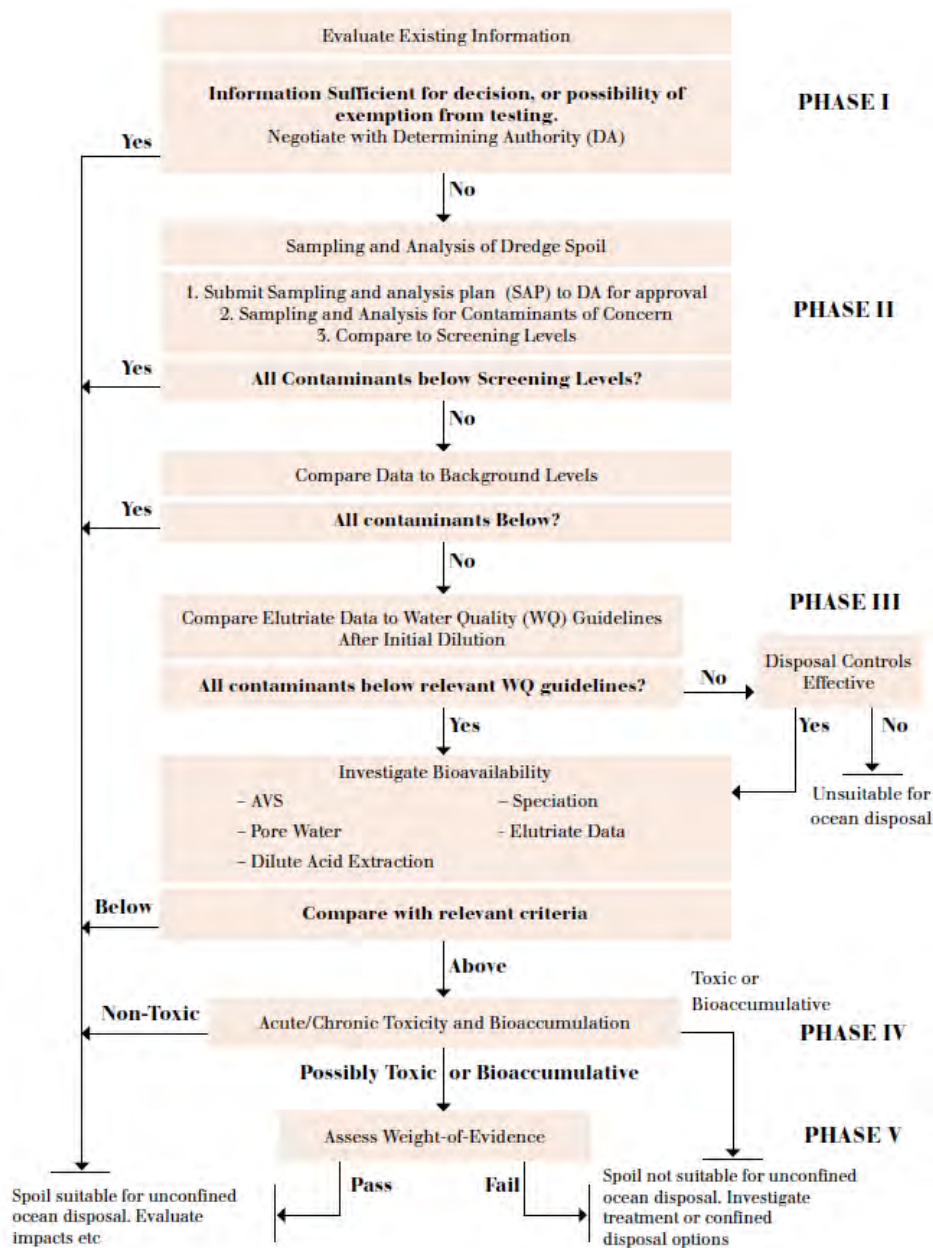 Evaluate Existing Information
Information Sufficient for decision, or possibility of
exemption from testing.
Negotiate with Determining Authority (DA)
PHASE I
Yes
No
Sampling and Analysis of Dredge Spoil
1. Submit Sampling and analysis plan (SAP) to DA for approval
2. Sampling and Analysis for Contaminants of Concern
3. Compare to Screening Levels
PHASE II
Yes
All Contaminants below Screening Levels?
No
Compare Data to Background Levels
Yes
All contaminants Below?
No
PHASE III
Compare Elutriate Data to Water Quality (WQ) Guidelines
After Initial Dilution
All contaminants below relevant WQ guidelines?
No
Disposal Controls
Effective
Yes
Yes
No
Investigate Bioavailability
– AVS
– Speciation
– Pore Water
- Elutriate Data
– Dilute Acid Extraction
Unsuitable for
ocean disposal
Below
Compare with relevant criteria
Above
Toxic or
Bioaccumulative
Non-Toxic
Acute/Chronic Toxicity and Bioaccumulation
PHASE IV
Possibly Toxic or Bioaccumulative
Assess Weight-of-Evidence
PHASE V
Pass
Fail
Spoil suitable for unconfined
ocean disposal. Evaluate
impacts etc
Spoil not suitable for unconfined
ocean disposal. Investigate
treatment or confined
disposal options